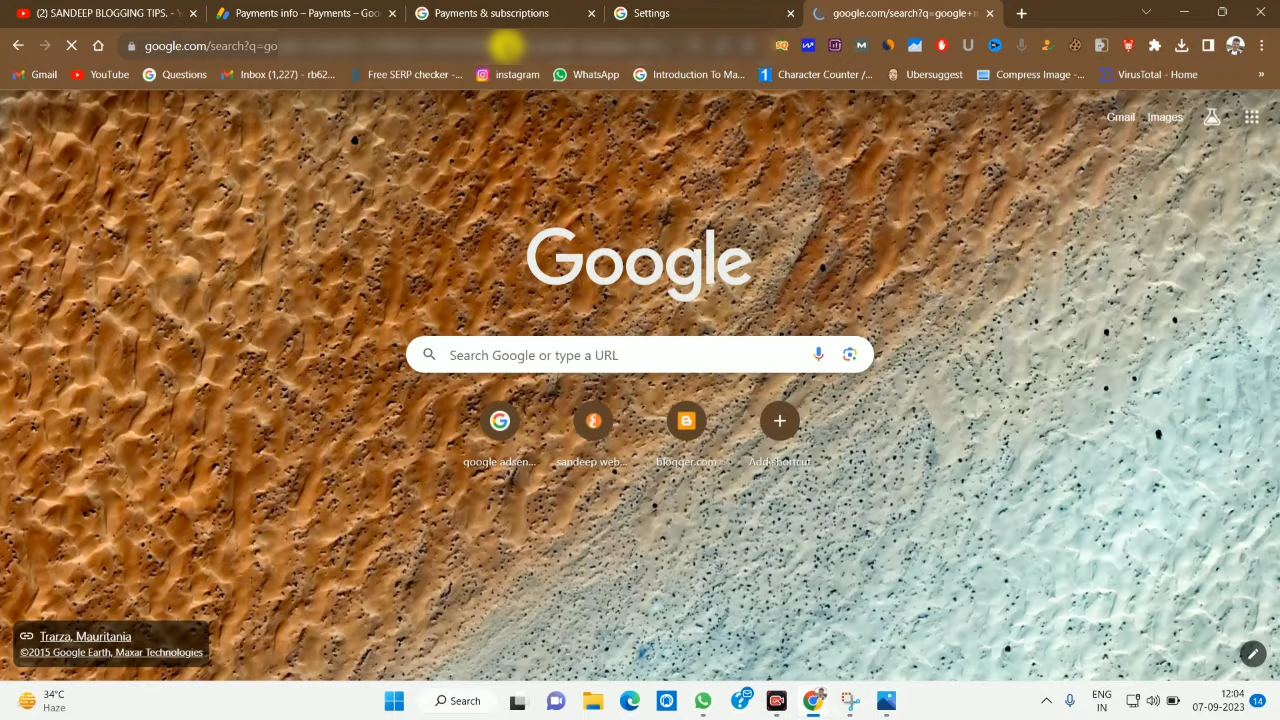 (2) SANDEEP BLOGGING TIPS. - Y
Payments info – Payments – Goo
Payments & subscriptions
Settings
google.com/search?q=google+
google.com/search?q=go
Gmail
YouTube
Questions
Inbox (1,227) - rb62...
Free SERP checker -...
instagram
WhatsApp
Introduction To Ma...
Character Counter /...
Ubersuggest
Compress Image -...
VirusTotal - Home
»
Gmail
Images
Google
Search Google or type a URL
google adsen...
sandeep web...
blogger.com
Add shortcut
Trarza, Mauritania
©2015 Google Earth, Maxar Technologies
34°C
Haze
Search
ENG
IN
12:04
07-09-2023
14